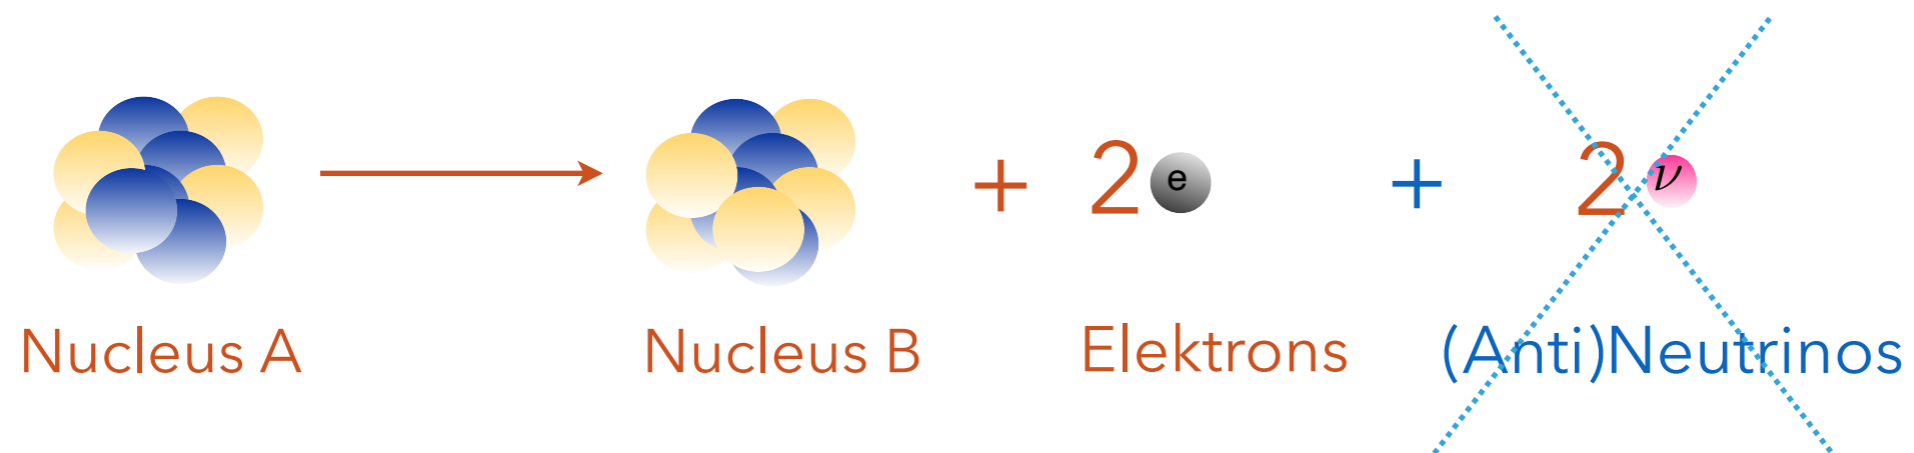 + 2 e + 2 ν
Nucleus A Nucleus B Elektrons (Anti)Neutrinos